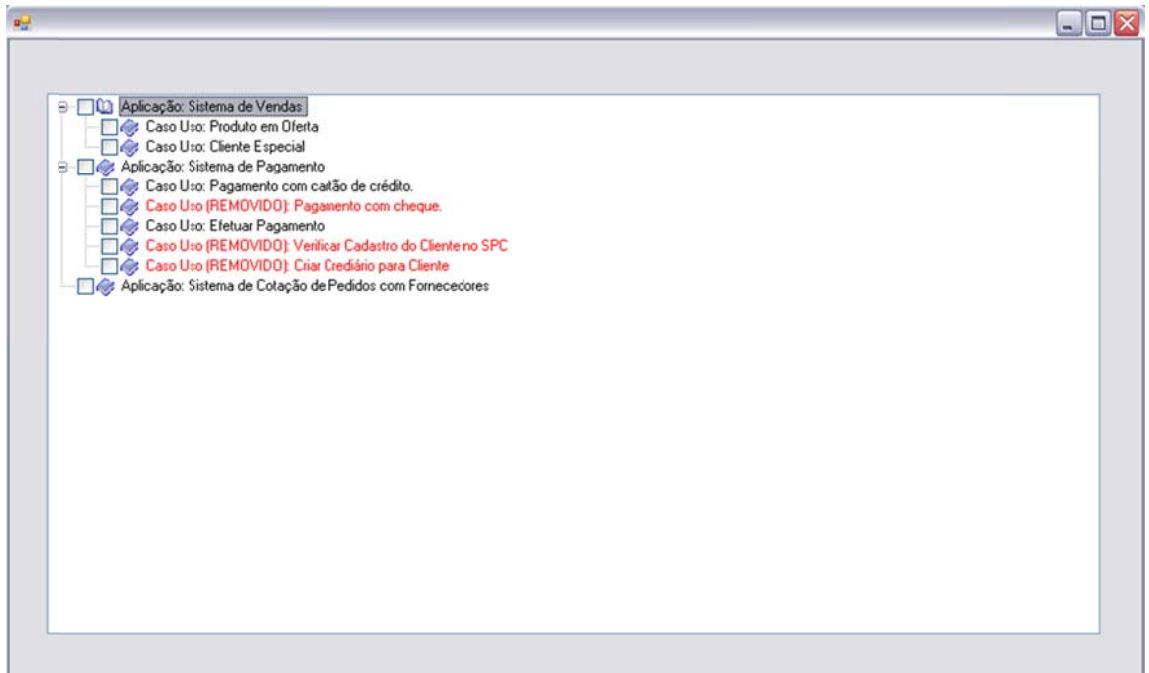 Aplicação: Sistema de Vendas
Caso Uso: Produto em Oferta
Caso Uso: Cliente Especial
Aplicação: Sistema de Pagamento
Caso Uso: Pagamento com catão de crédito.
Caso Uso (REMOVIDO): Pagamento com cheque.
Caso Uso: Efetuar Pagamento
Caso Uso (REMOVIDO): Verificar Cadastro do Cliente no SPC
Caso Uso (REMOVIDO): Criar Crediário para Cliente
Aplicação: Sistema de Cotação de Pedidos com Fornecedores